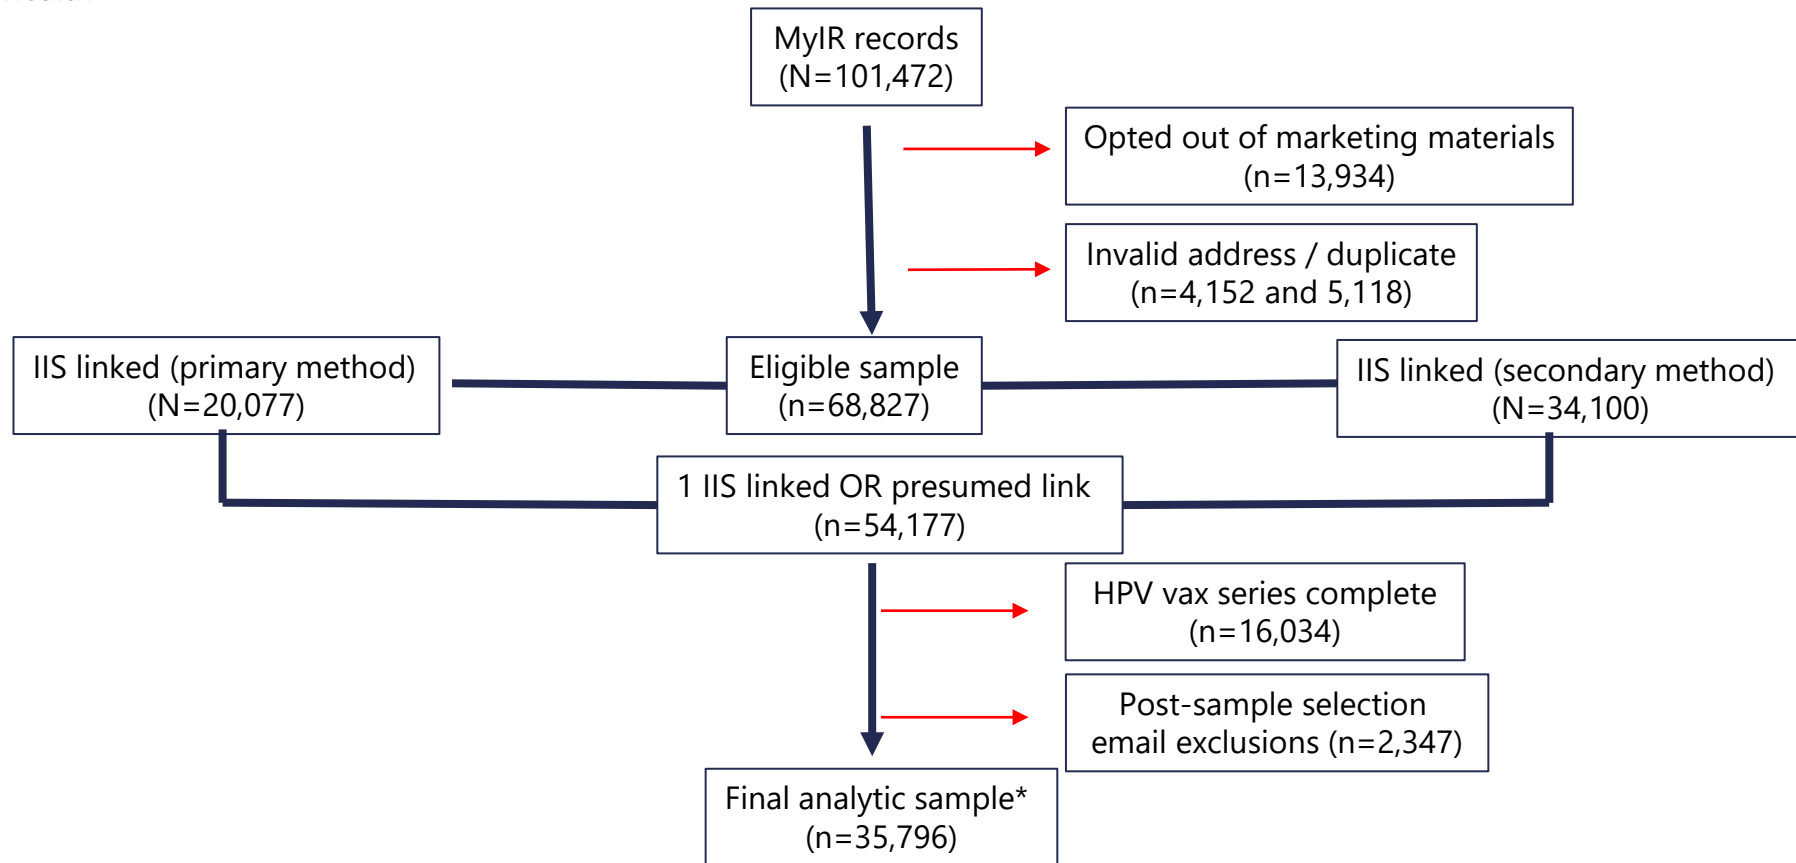 MyIR records
(N=101,472)
Opted out of marketing materials
(n=13,934)
Invalid address / duplicate
(n=4,152 and 5,118)
IIS linked (primary method)
(N=20,077)
Eligible sample
(n=68,827)
IIS linked (secondary method)
(N=34,100)
1 IIS linked OR presumed link
(n=54,177)
HPV vax series complete
(n=16,034)
Post-sample selection
email exclusions (n=2,347)
Final analytic sample*
(n=35,796)